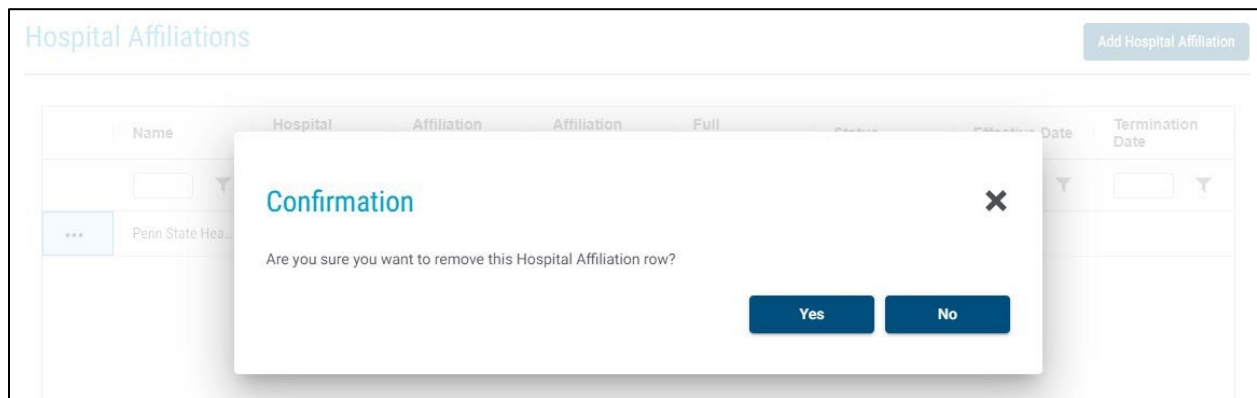 Hospital Affiliations
Add Hospital Affiliation
Name
Hospital
Affiliation
Affiliation
Full
Status
Effective Date
Termination
Date
Confirmation
Penn State Hea...
Are you sure you want to remove this Hospital Affiliation row?
Yes
No